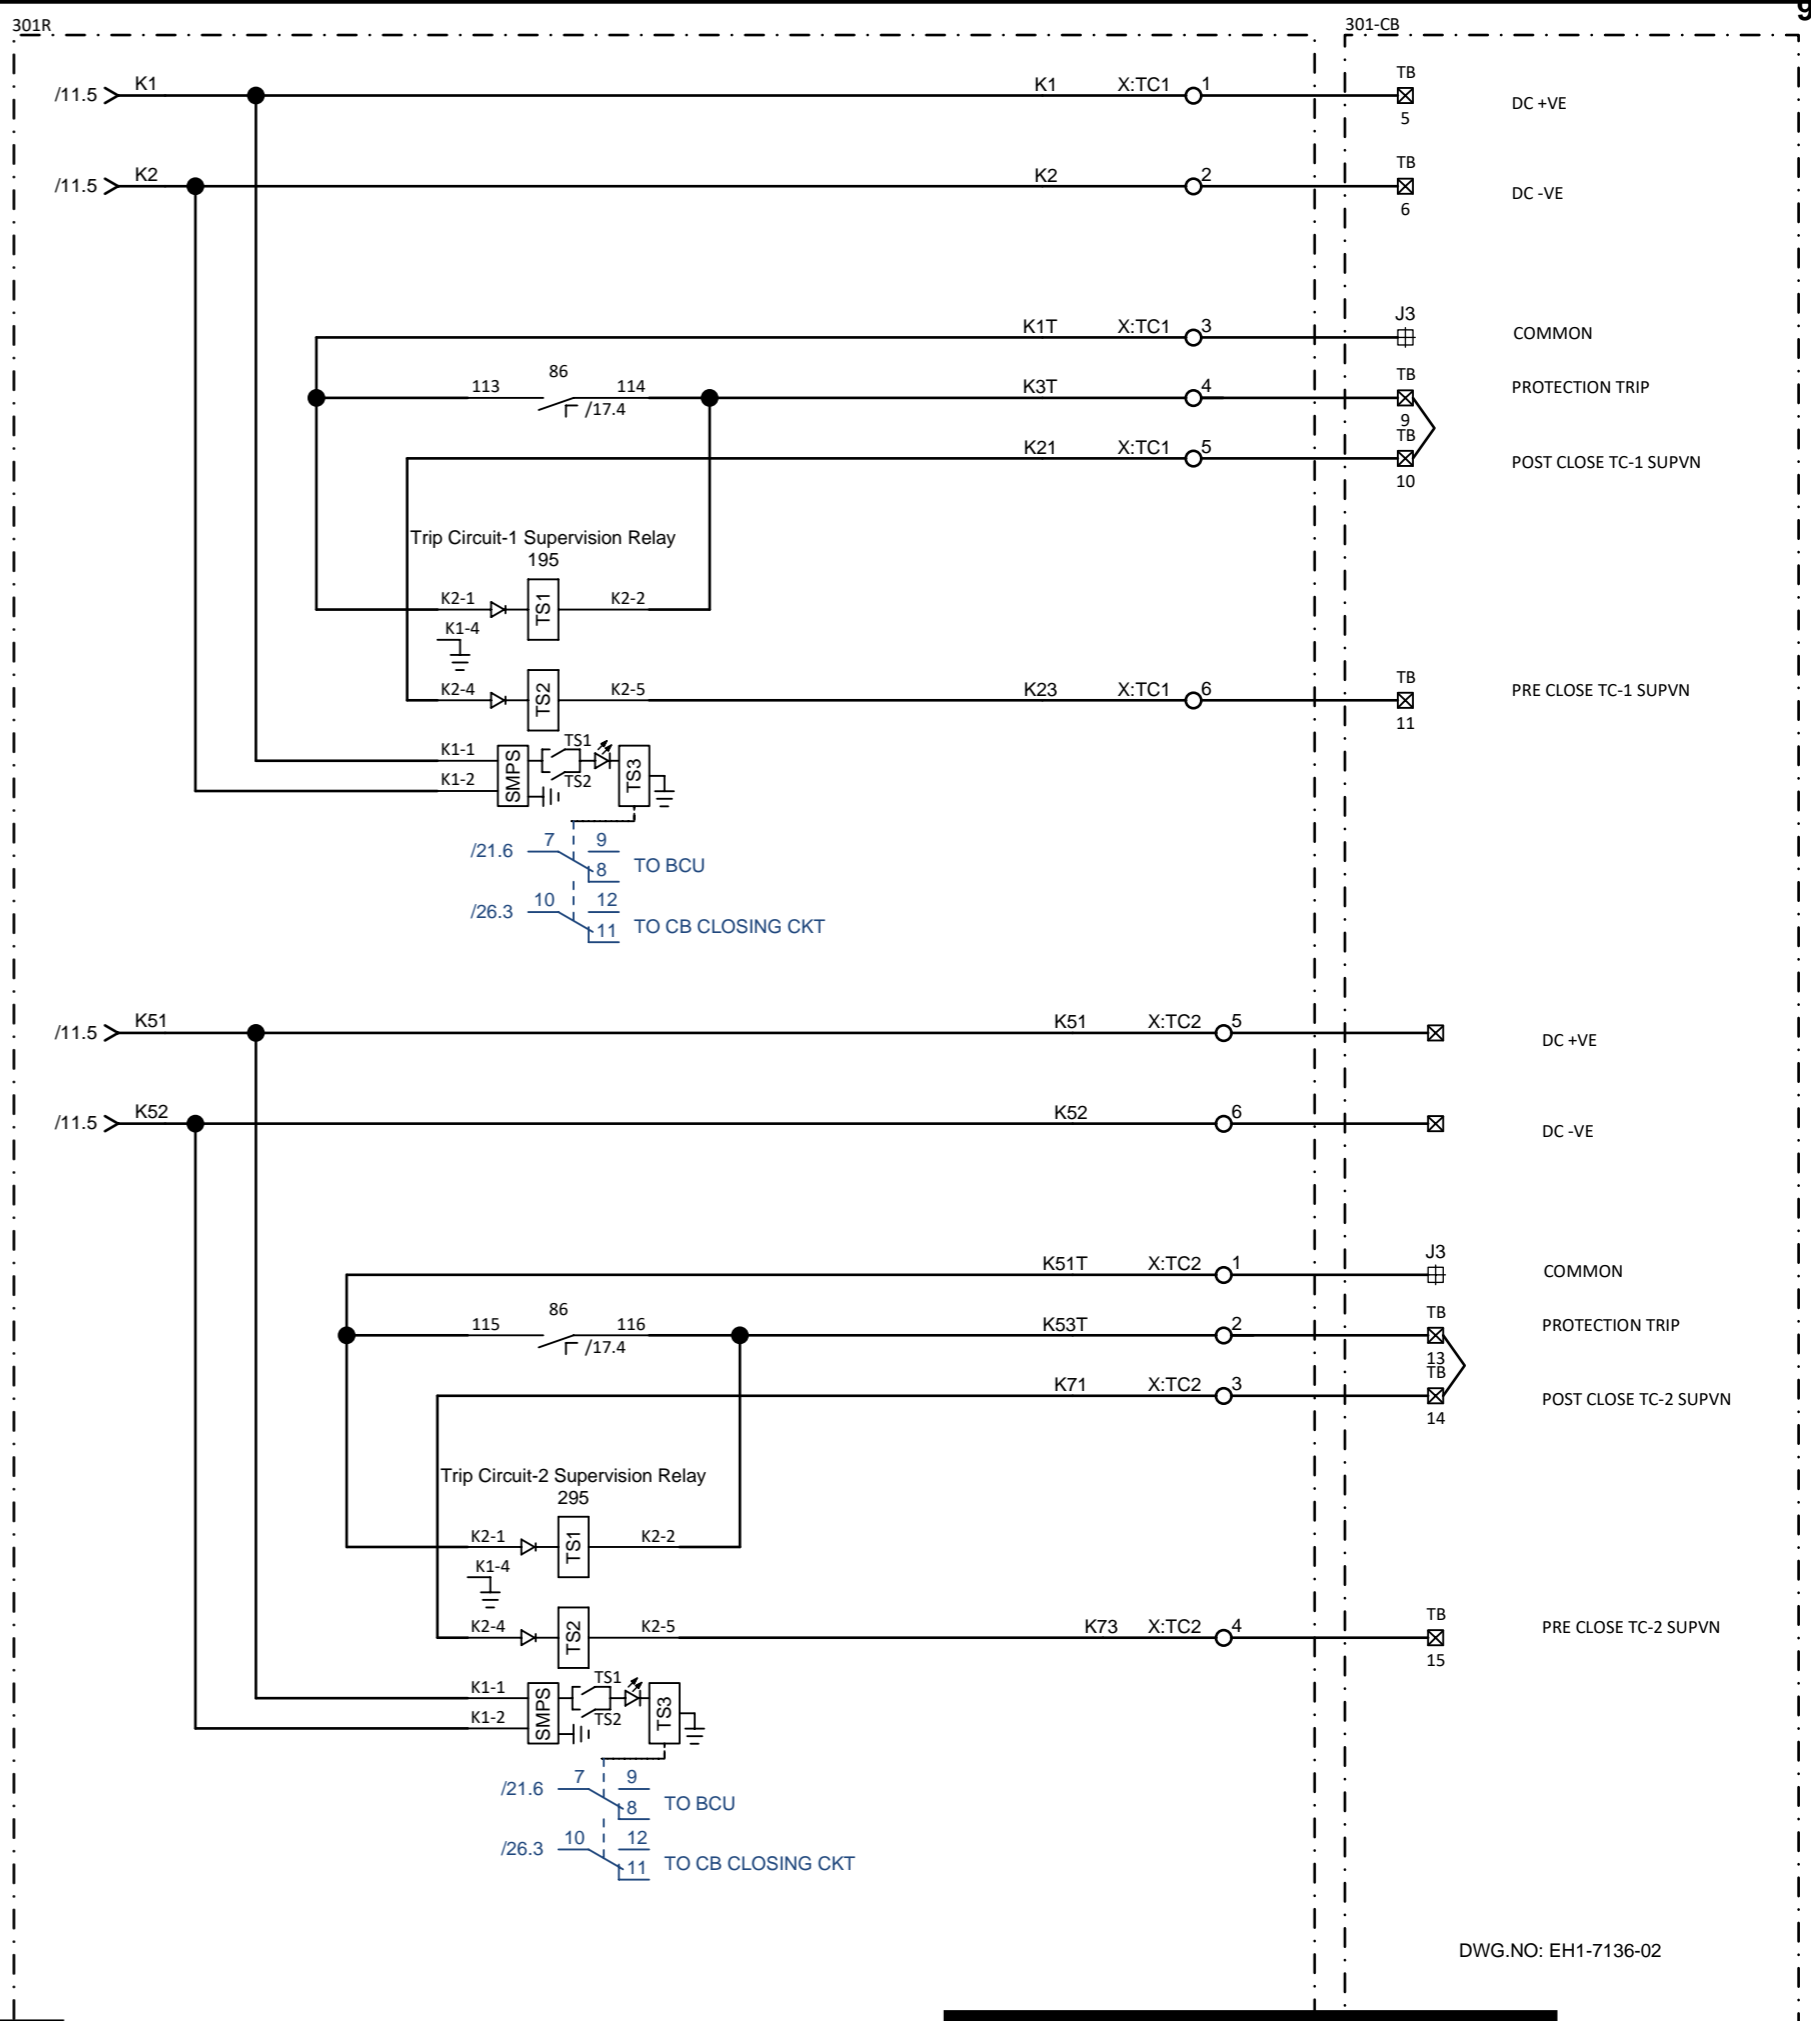 301R 301-CB
/11.5 K1 K1 X:TC1 1 TB
5
DC +VE
/11.5 K2 K2 2 TB
6
DC -VE
K1T X:TC1 3 J3 COMMON
86
113 114 K3T 4 TB PROTECTION TRIP
/17.4
9
K21 X:TC1 5 TB
POST CLOSE TC-1 SUPVN
10
Trip Circuit-1 Supervision Relay
195
K2-1 TS1 K2-2
K1-4
K2-4 TS2 K2-5 K23 X:TC1 6 TB PRE CLOSE TC-1 SUPVN
11
K1-1 SMPS TS1 TS3
K1-2 TS2
/21.6 7 9
8 TO BCU
/26.3 10 12
11 TO CB CLOSING CKT
/11.5 K51 K51 X:TC2 5
DC +VE
/11.5 K52 K52 6
DC -VE
K51T X:TC2 1 J3 COMMON
86
115 116 K53T 2 TB PROTECTION TRIP
/17.4
13
K71 X:TC2 3 TB
POST CLOSE TC-2 SUPVN
14
Trip Circuit-2 Supervision Relay
295
K2-1 TS1 K2-2
K1-4
K2-4 TS2 K2-5 K73 X:TC2 4 TB PRE CLOSE TC-2 SUPVN
15
K1-1 SMPS TS1 TS3
K1-2 TS2
/21.6 7 9
8 TO BCU
/26.3 10 12
11 TO CB CLOSING CKT
DWG.NO: EH1-7136-02